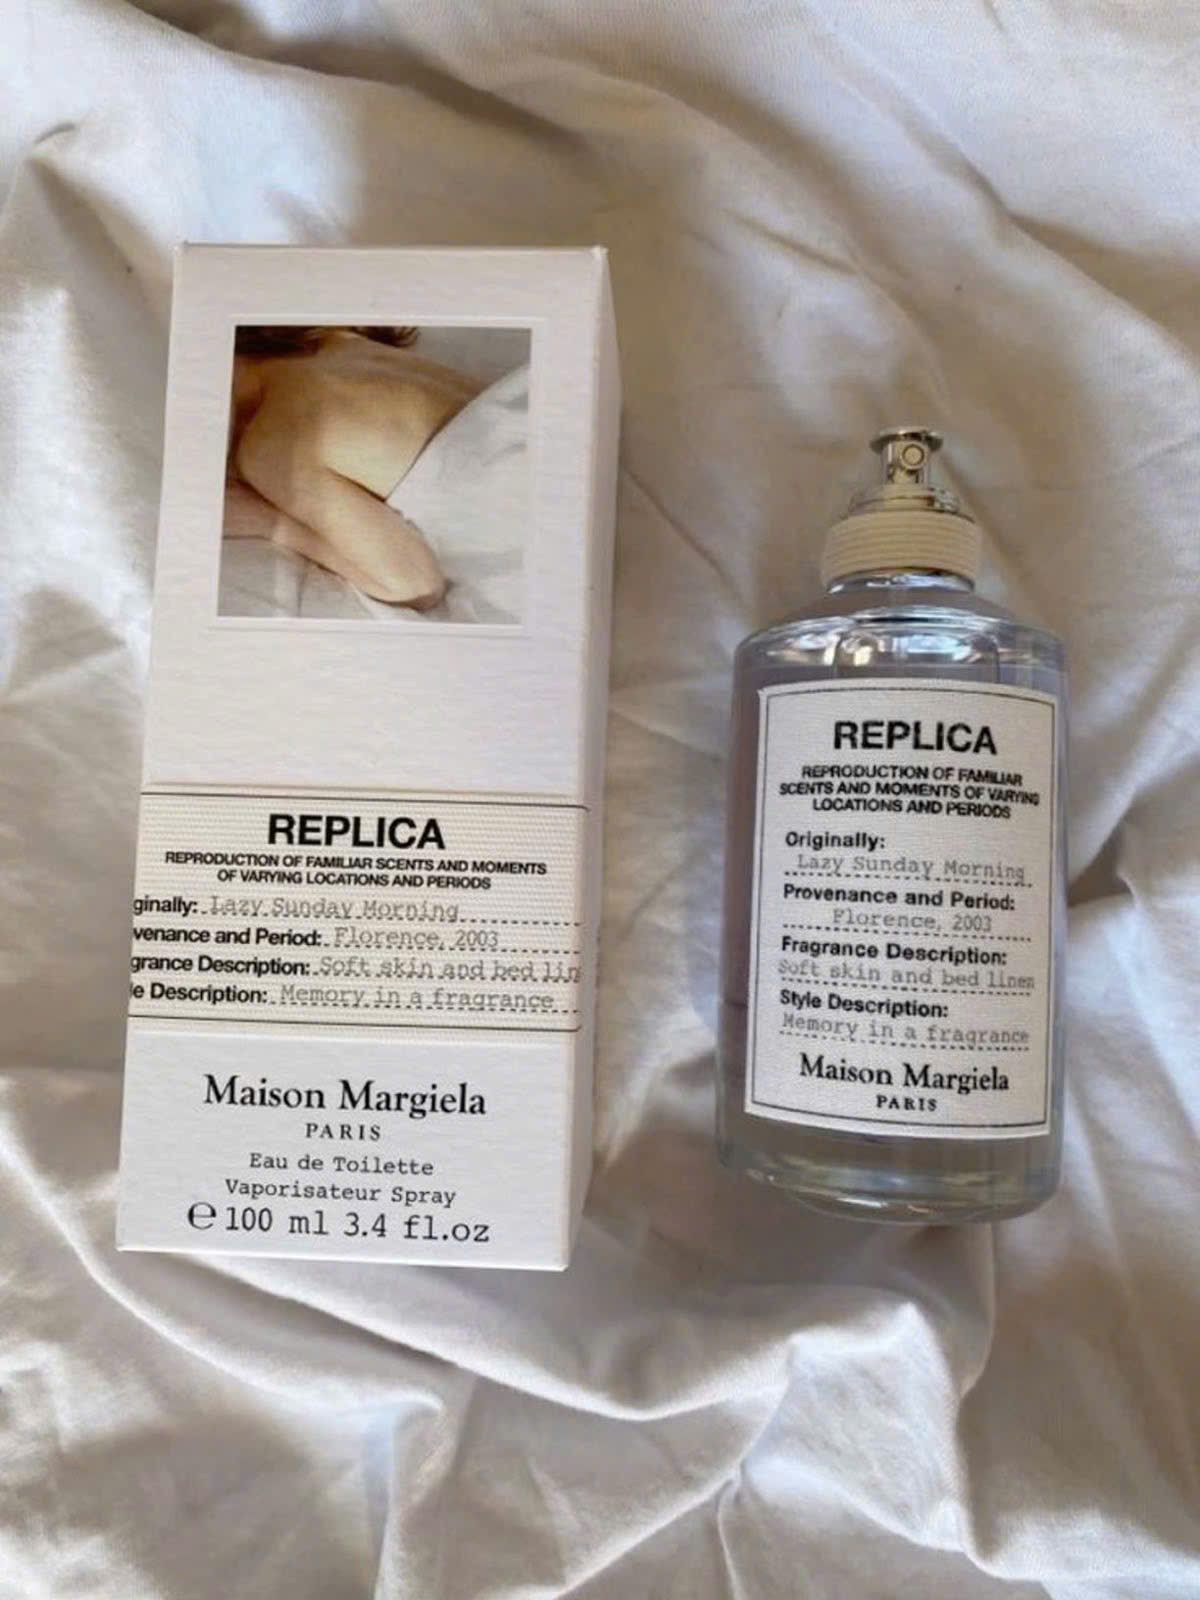 REPLICA
REPRODUCTION OF FAMILIAR SCENTS AND MOMENTS
OF VARYING LOCATIONS AND PERIODS
ginally: Lazy Sunday Morning
venance and Period: Florence, 2003
grance Description: Soft skin and bed lin
le Description: Memory in a fragrance
Maison Margiela
PARIS
Eau de Toilette
Vaporisateur Spray
℮ 100 ml 3.4 fl.oz
REPLICA
REPRODUCTION OF FAMILIAR
SCENTS AND MOMENTS OF VARYING
LOCATIONS AND PERIODS
Originally:
Lazy Sunday Morning
Provenance and Period:
Florence, 2003
Fragrance Description:
Soft skin and bed linen
Style Description:
Memory in a fragrance
Maison Margiela
PARIS